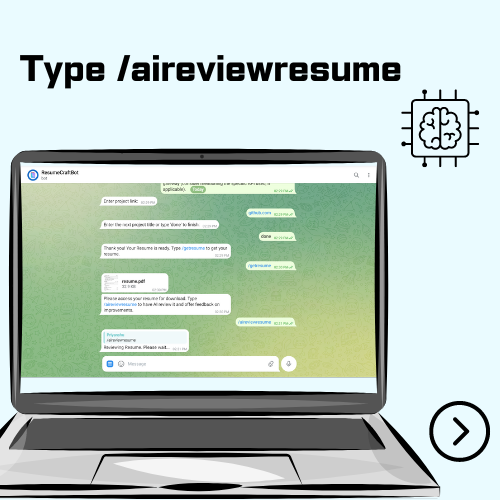 Type /aireviewresume
ResumeCraftBot
bot
applicable).
Enter project link:
github.com
Enter the next project title or type 'done' to finish:
done
Thank you! Your Resume is ready. Type /getresume to get your
resume.
/getresume
resume.pdf
Please access your resume for download. Type
/aireviewresume to have AI review it and offer feedback on
improvements.
/aireviewresume
/aireviewresume
Reviewing Resume. Please wait...
Message